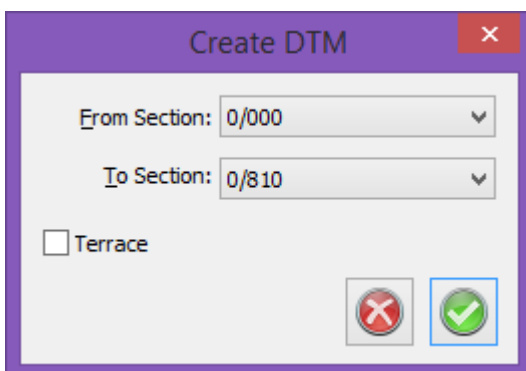 Create DTM
From Section: 0/000
To Section: 0/810
Terrace